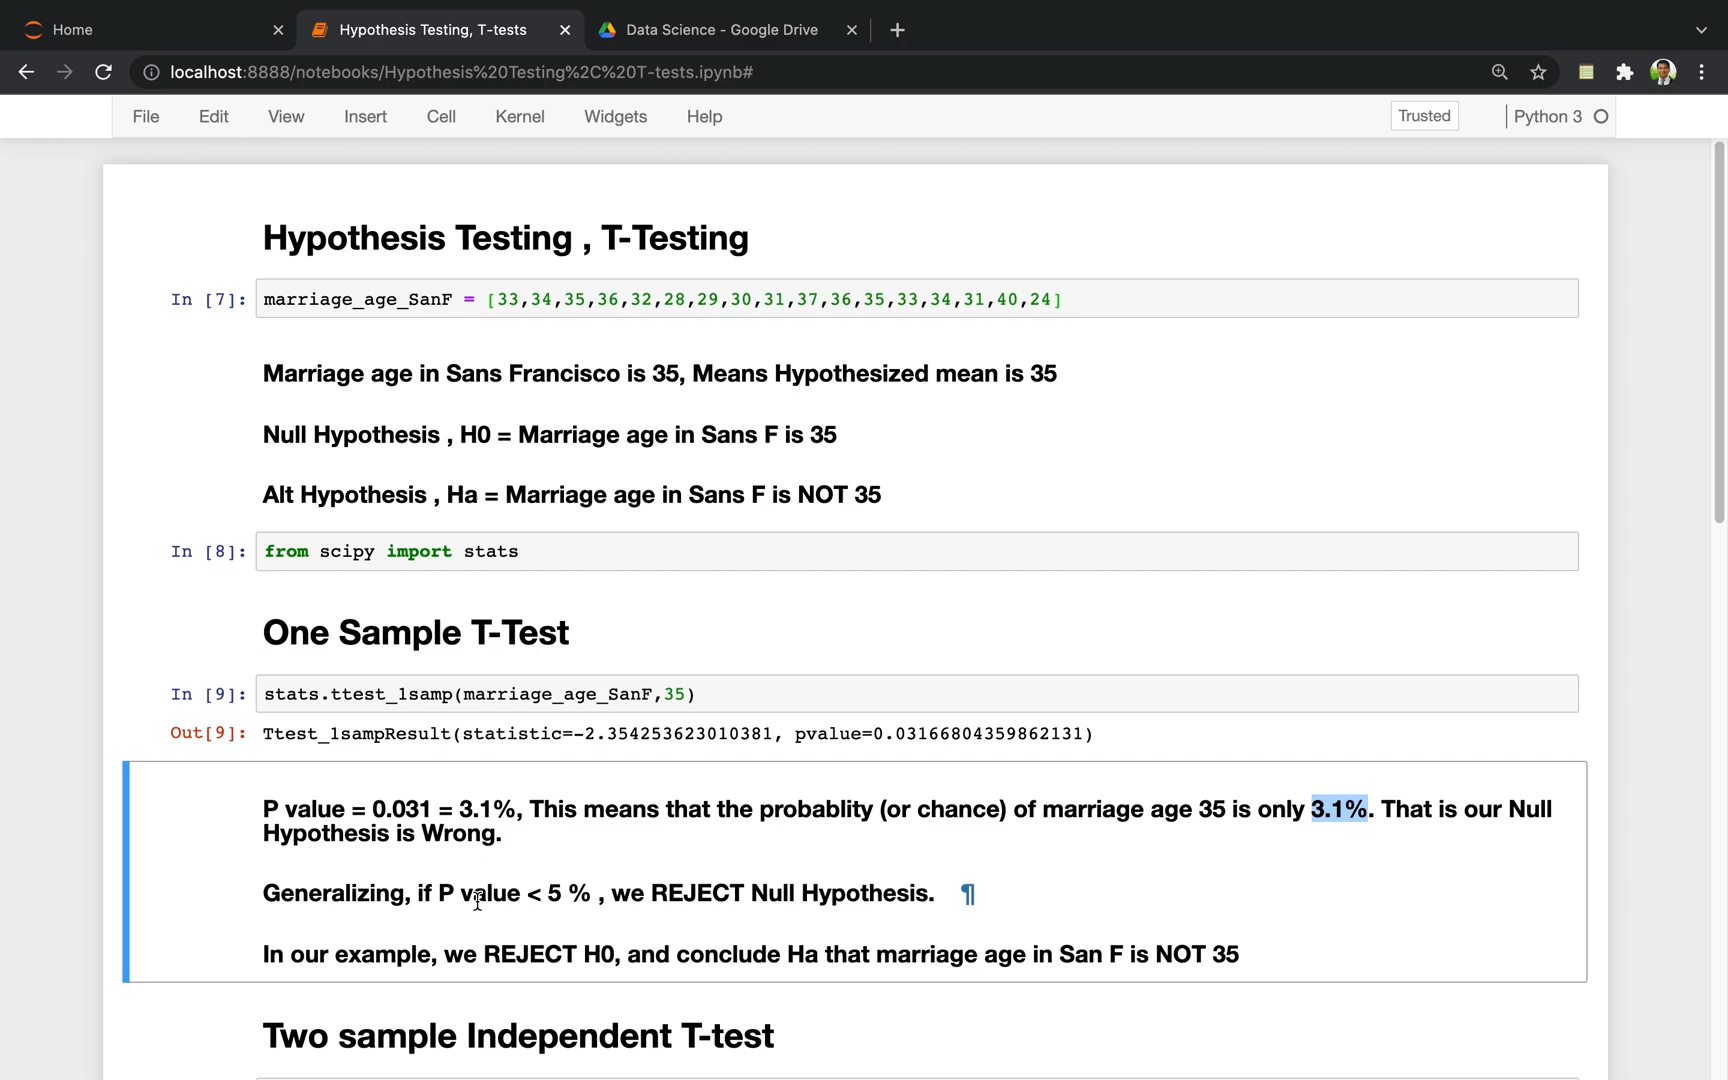 Home
Hypothesis Testing, T-tests
Data Science - Google Drive
localhost:8888/notebooks/Hypothesis%20Testing%2C%20T-tests.ipynb#
File Edit View Insert Cell Kernel Widgets Help Trusted Python 3
Hypothesis Testing , T-Testing
In [7]: marriage_age_SanF = [33,34,35,36,32,28,29,30,31,37,36,35,33,34,31,40,24]
Marriage age in Sans Francisco is 35, Means Hypothesized mean is 35
Null Hypothesis , H0 = Marriage age in Sans F is 35
Alt Hypothesis , Ha = Marriage age in Sans F is NOT 35
In [8]: from scipy import stats
One Sample T-Test
In [9]: stats.ttest_1samp(marriage_age_SanF,35)
Out[9]: Ttest_1sampResult(statistic=-2.354253623010381, pvalue=0.03166804359862131)
P value = 0.031 = 3.1%, This means that the probablity (or chance) of marriage age 35 is only 3.1%. That is our Null
Hypothesis is Wrong.
Generalizing, if P value < 5 % , we REJECT Null Hypothesis. ¶
In our example, we REJECT H0, and conclude Ha that marriage age in San F is NOT 35
Two sample Independent T-test